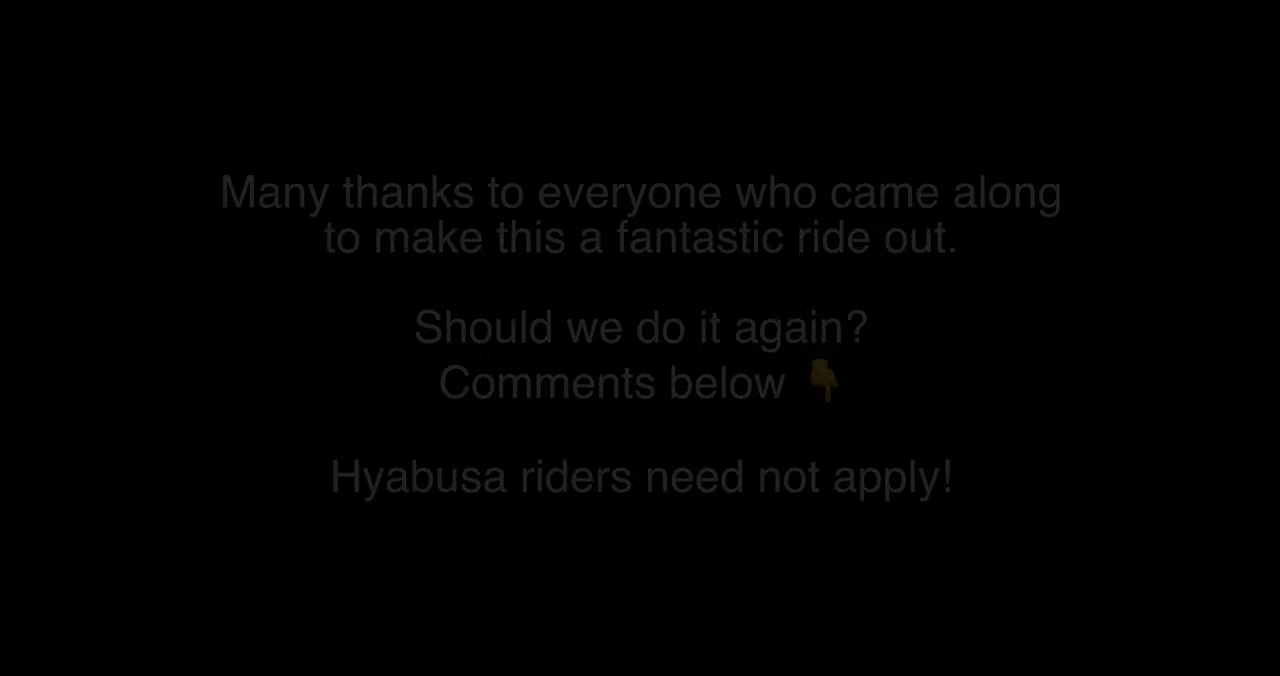 Many thanks to everyone who came along
to make this a fantastic ride out.
Should we do it again?
Comments below 👇
Hyabusa riders need not apply!